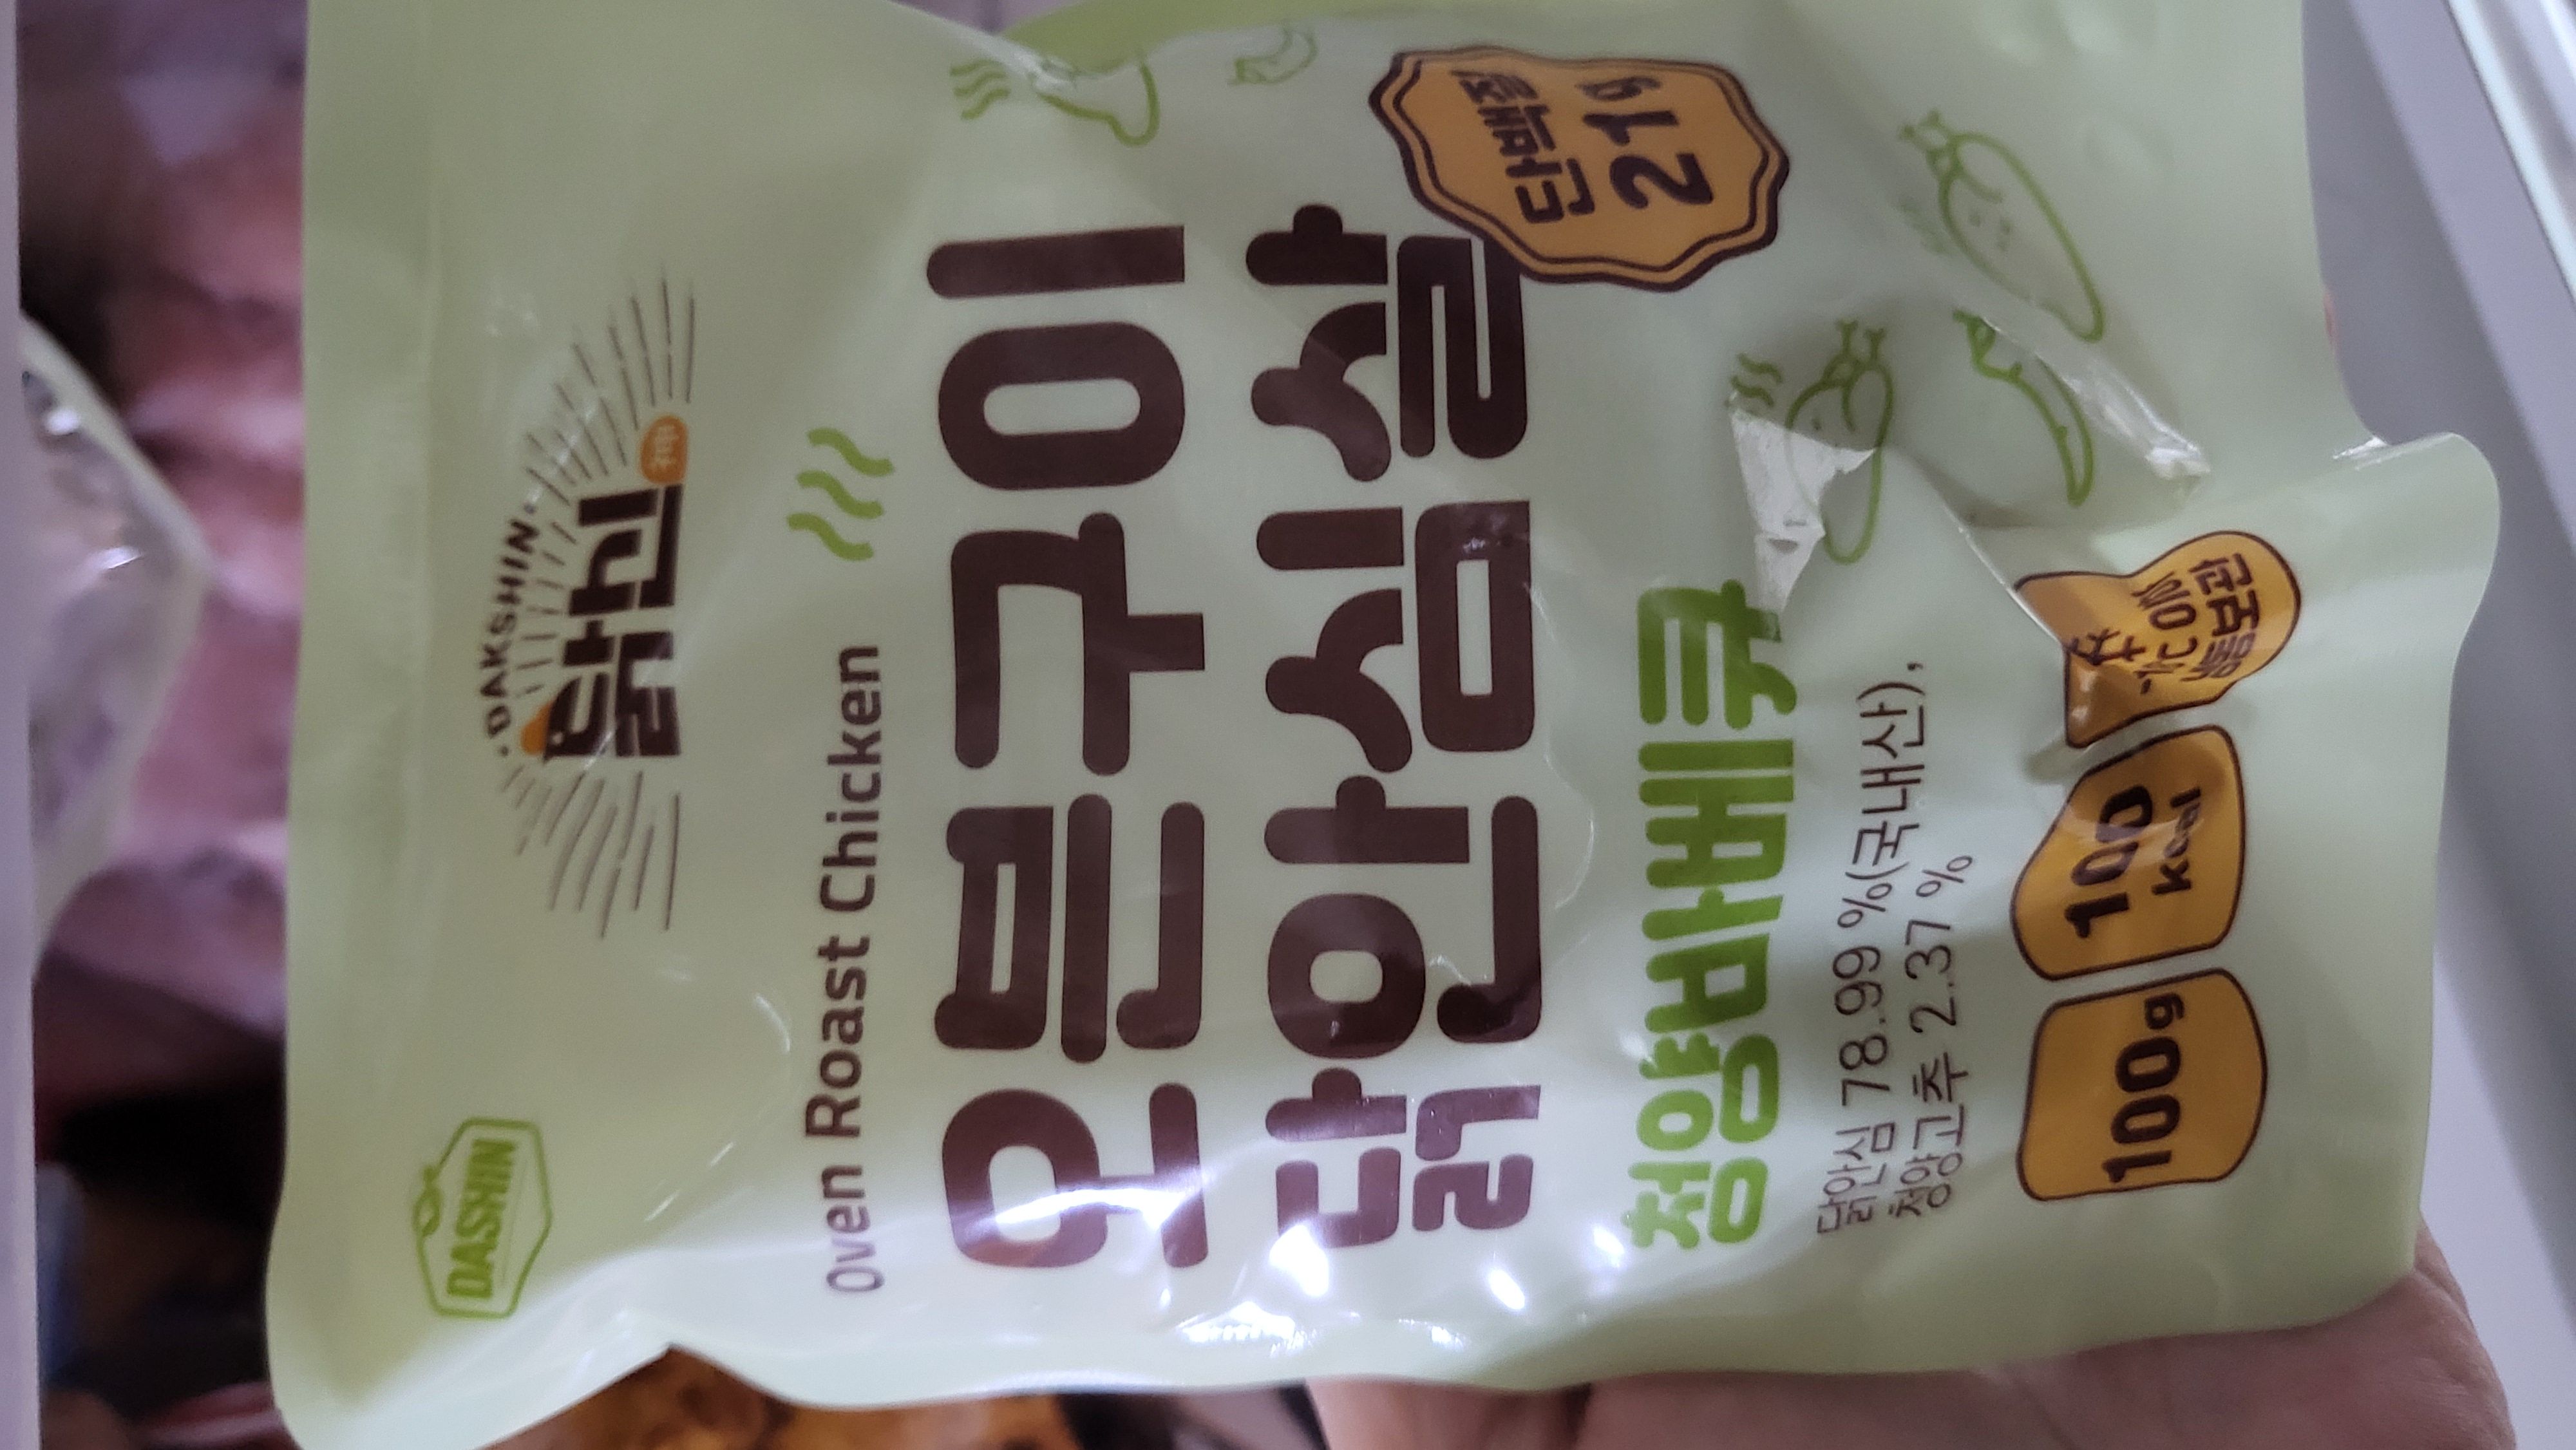 DASHIN
·DAKSHIN·
닭신
Oven Roast Chicken
오븐구이
닭안심살
단백질
21g
청양바베큐
닭안심 78.99 %(국내산),
청양고추 2.37 %
100g
100
kcal
냉동보관